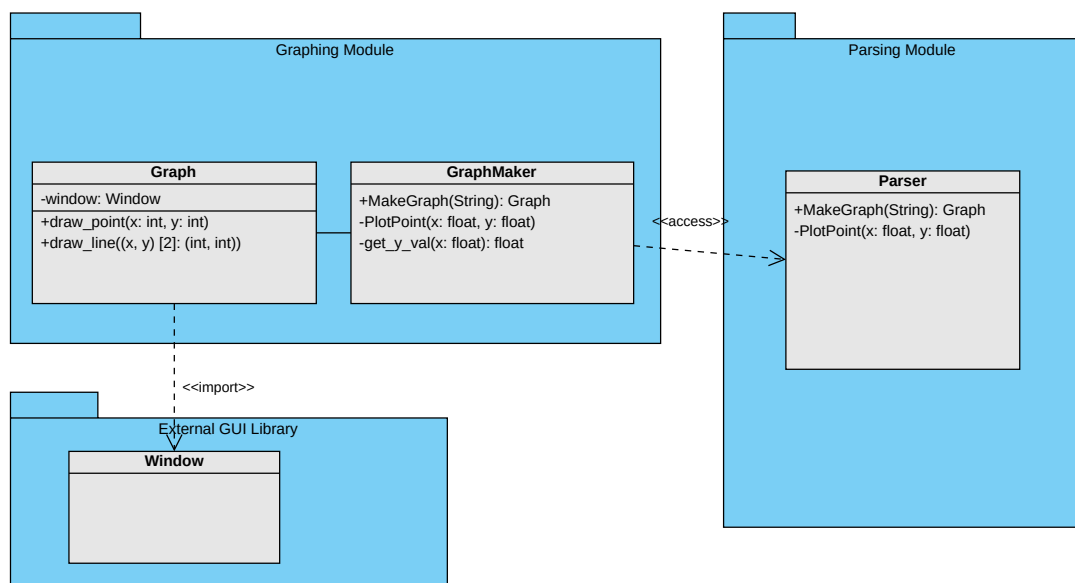 Graphing Module
Graph
-window: Window
+draw_point(x: int, y: int)
+draw_line((x, y) [2]: (int, int))
GraphMaker
+MakeGraph(String): Graph
-PlotPoint(x: float, y: float)
-get_y_val(x: float): float
<<access>>
Parsing Module
Parser
+MakeGraph(String): Graph
-PlotPoint(x: float, y: float)
<<import>>
External GUI Library
Window